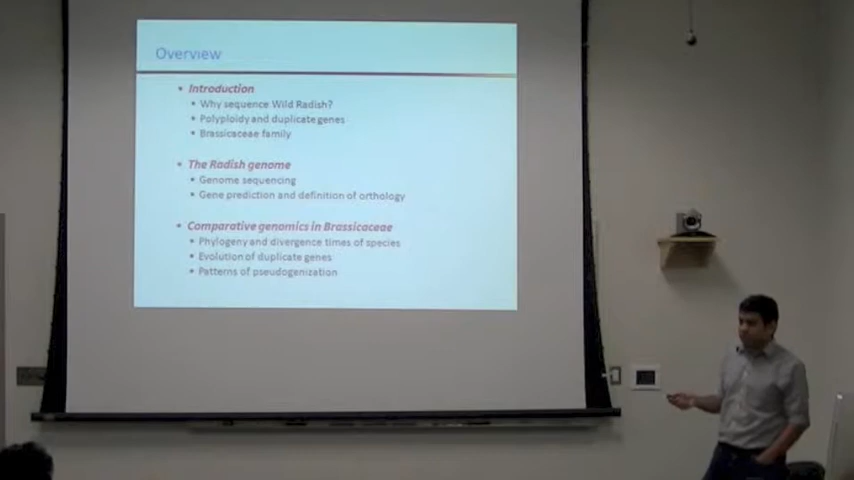 Overview
• Introduction
• Why sequence Wild Radish?
• Polyploidy and duplicate genes
• Brassicaceae family
• The Radish genome
• Genome sequencing
• Gene prediction and definition of orthology
• Comparative genomics in Brassicaceae
• Phylogeny and divergence times of species
• Evolution of duplicate genes
• Patterns of pseudogenization